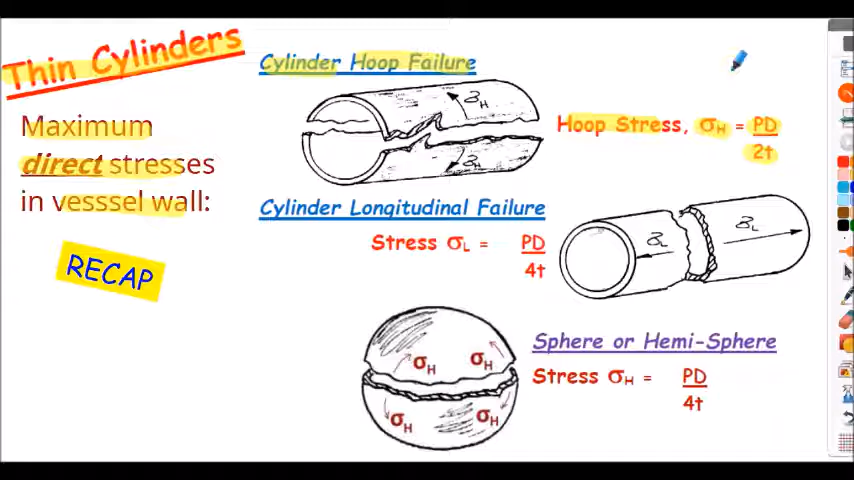 Thin Cylinders
Maximum
direct stresses
in vesssel wall:
RECAP
Cylinder Hoop Failure
σH
σH
Hoop Stress, σH = PD
2t
Cylinder Longitudinal Failure
Stress σL = PD
4t
σL
σL
Sphere or Hemi-Sphere
Stress σH = PD
4t
σH σH
σH σH